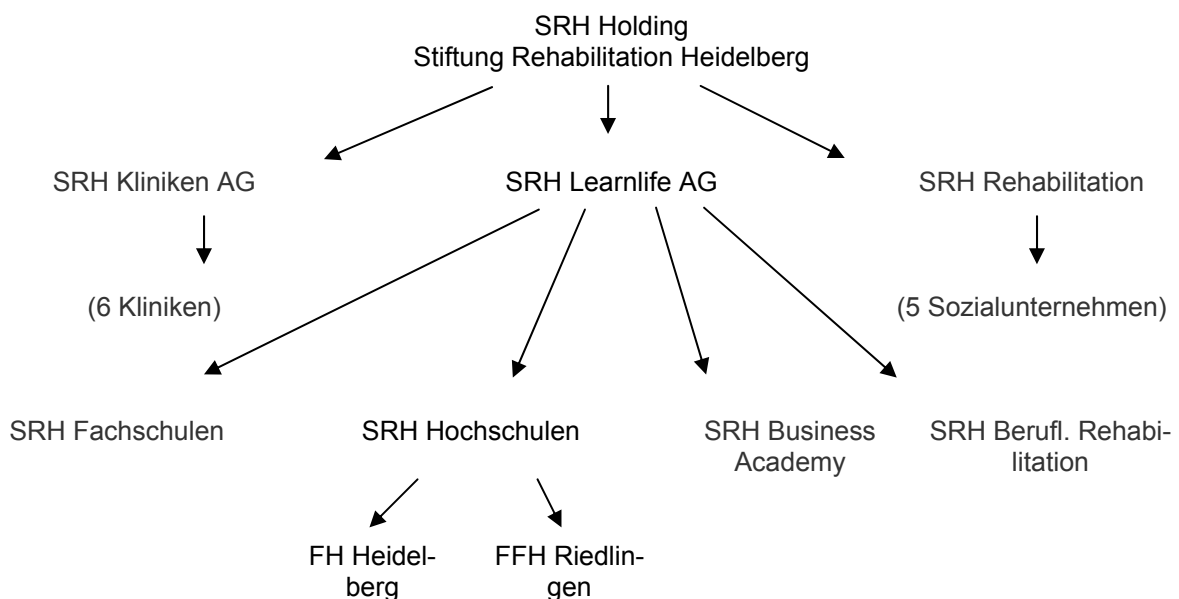 SRH Holding
Stiftung Rehabilitation Heidelberg
SRH Kliniken AG
SRH Learnlife AG
SRH Rehabilitation
(6 Kliniken)
(5 Sozialunternehmen)
SRH Fachschulen
SRH Hochschulen
SRH Business
Academy
SRH Berufl. Rehabi-
litation
FH Heidel-
berg
FFH Riedlin-
gen